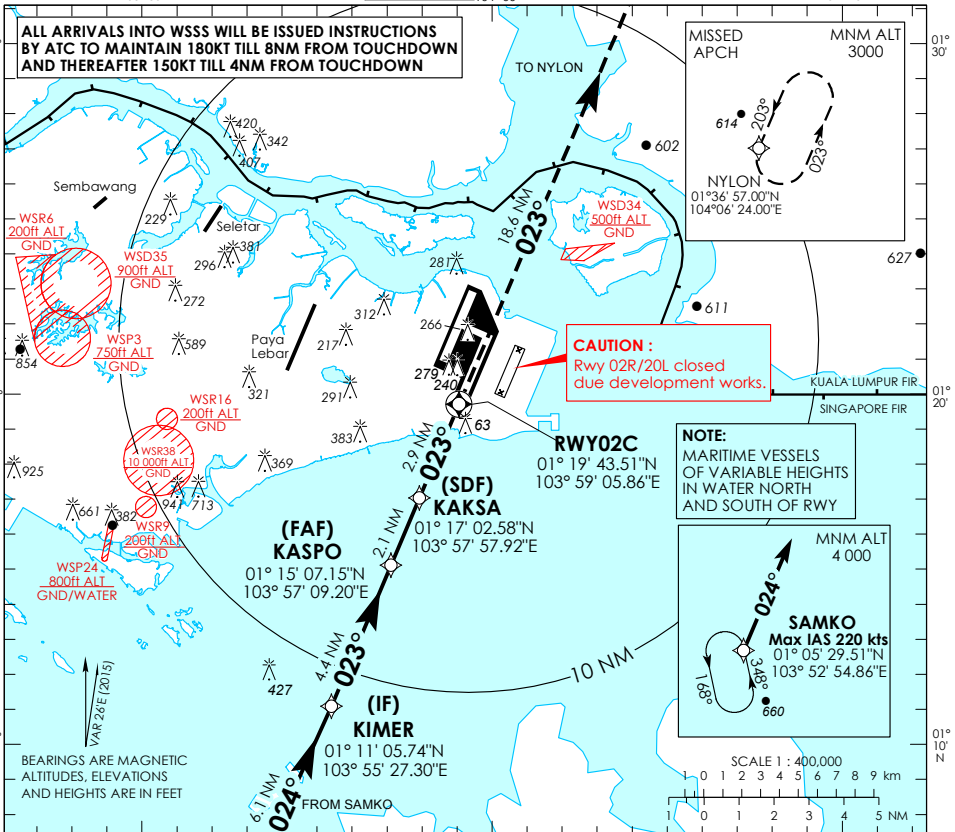 ALL ARRIVALS INTO WSSS WILL BE ISSUED INSTRUCTIONS
BY ATC TO MAINTAIN 180KT TILL 8NM FROM TOUCHDOWN
AND THEREAFTER 150KT TILL 4NM FROM TOUCHDOWN
TO NYLON
MISSED
APCH
MNM ALT
3000
614
203°
023°
NYLON
01°36' 57.00"N
104°06' 24.00"E
01°
30'
420
407
342
602
Sembawang
229
Seletar
381
296
WSR6
200ft ALT
GND
WSD35
900ft ALT
GND
272
WSP3
750ft ALT
GND
589
854
18.6 NM
023°
WSD34
500ft ALT
GND
281
627
611
312
266
217
Paya
Lebar
279
240
321
291
CAUTION :
Rwy 02R/20L closed
due development works.
KUALA LUMPUR FIR
SINGAPORE FIR
01°
20'
WSR16
200ft ALT
GND
383
63
RWY02C
01° 19' 43.51"N
103° 59' 05.86"E
WSR38
10 000ft ALT
GND
925
369
941
713
661
382
WSR9
200ft ALT
GND
WSP24
800ft ALT
GND/WATER
2.9 NM
023°
(SDF)
KAKSA
01° 17' 02.58"N
103° 57' 57.92"E
2.1 NM
(FAF)
KASPO
01° 15' 07.15"N
103° 57' 09.20"E
NOTE:
MARITIME VESSELS
OF VARIABLE HEIGHTS
IN WATER NORTH
AND SOUTH OF RWY
MNM ALT
4 000
024°
SAMKO
Max IAS 220 kts
01° 05' 29.51"N
103° 52' 54.86"E
168°
348°
660
4.4 NM
023°
10 NM
427
(IF)
KIMER
01° 11' 05.74"N
103° 55' 27.30"E
VAR 26'E (2015)
BEARINGS ARE MAGNETIC
ALTITUDES, ELEVATIONS
AND HEIGHTS ARE IN FEET
6.1 NM
024°
FROM SAMKO
01°
10'
N
SCALE 1 : 400,000
1 0 1 2 3 4 5 6 7 8 9 km
1 0 1 2 3 4 5 NM